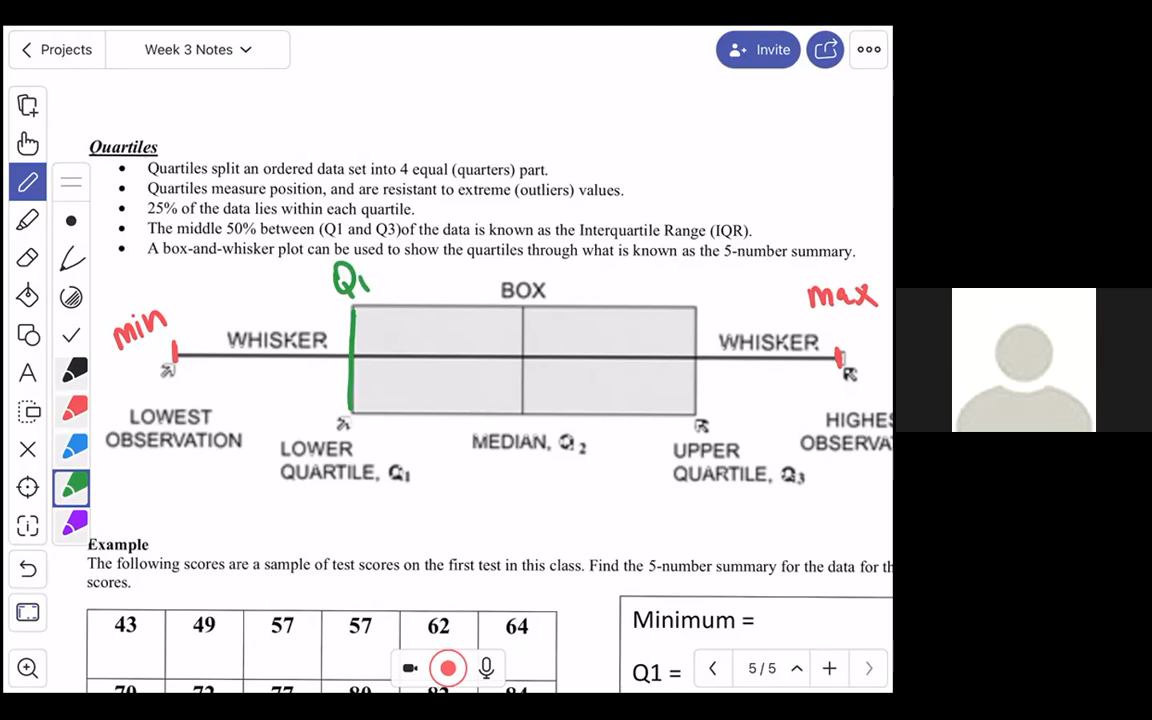 Projects
Week 3 Notes
Invite
Quartiles
Quartiles split an ordered data set into 4 equal (quarters) part.
Quartiles measure position, and are resistant to extreme (outliers) values.
25% of the data lies within each quartile.
The middle 50% between (Q1 and Q3)of the data is known as the Interquartile Range (IQR).
A box-and-whisker plot can be used to show the quartiles through what is known as the 5-number summary.
Q1
BOX
max
min
WHISKER
WHISKER
LOWEST
OBSERVATION
LOWER
QUARTILE, Q1
MEDIAN, Q2
UPPER
QUARTILE, Q3
HIGHES
OBSERVA
Example
The following scores are a sample of test scores on the first test in this class. Find the 5-number summary for the data for th
scores.
43 49 57 57 62 64
Minimum =
Q1 =
5/5